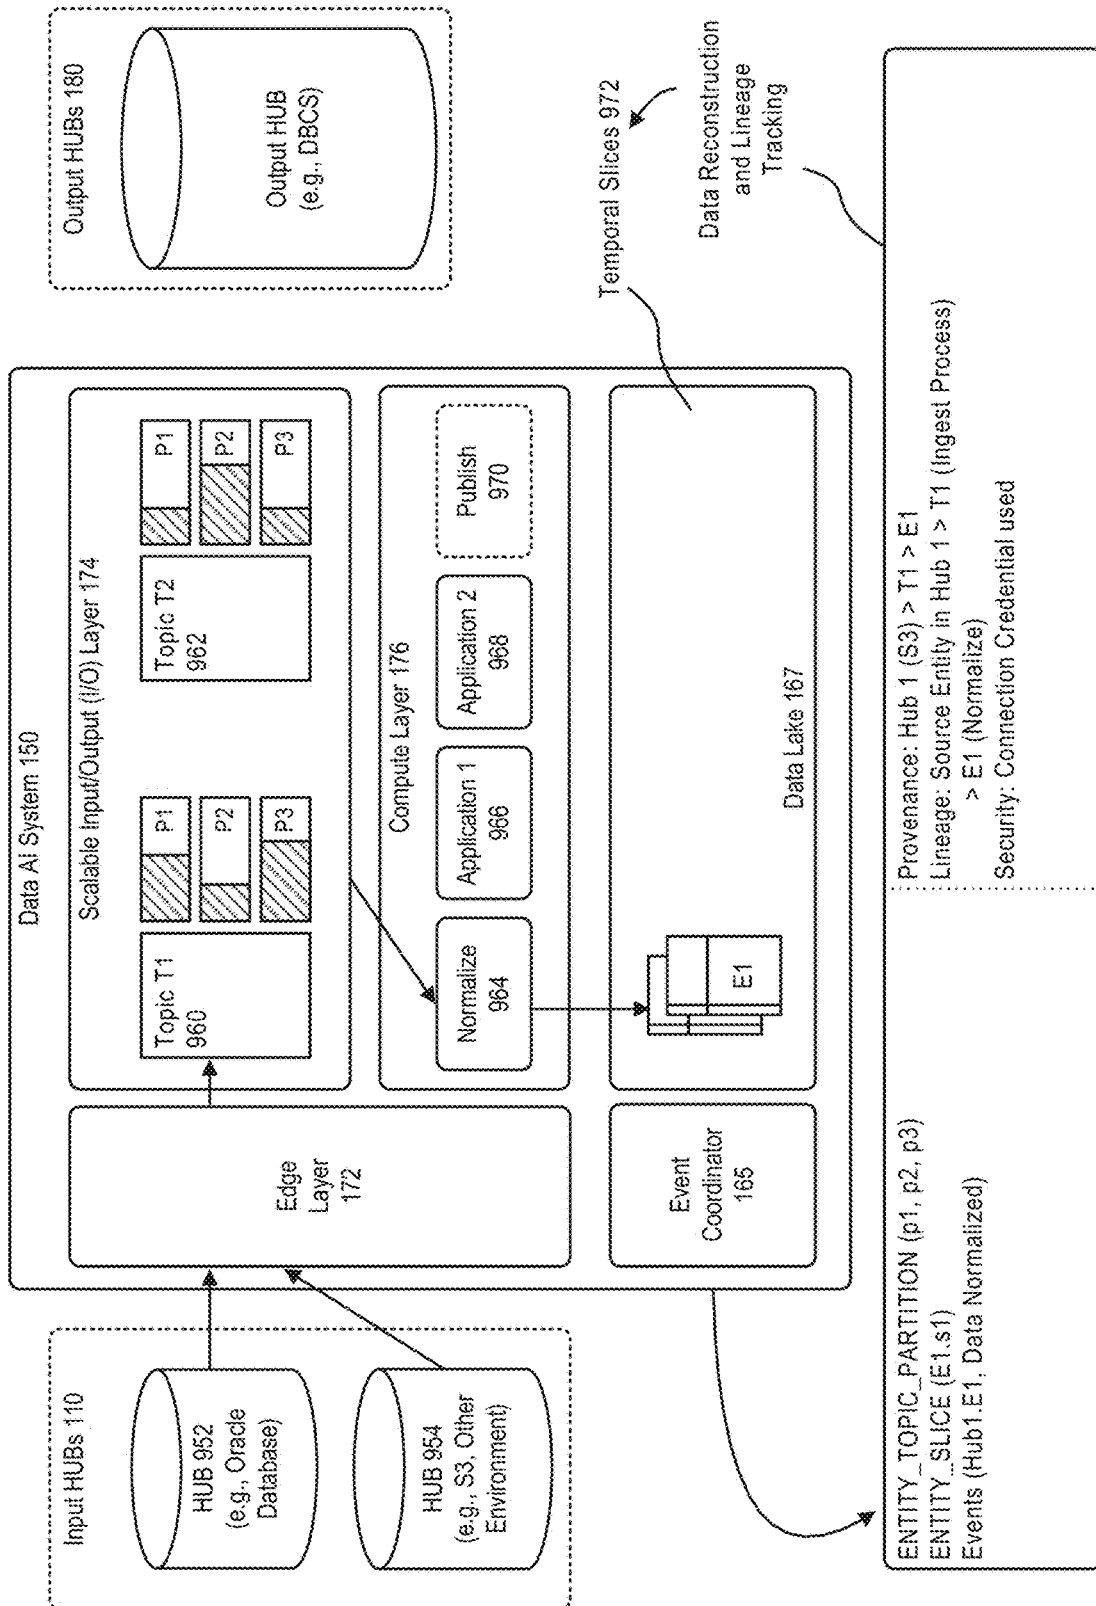 Input HUBs 110
HUB 952
(e.g., Oracle
Database)
HUB 954
(e.g., S3, Other
Environment)
Data AI System 150
Edge
Layer
172
Scalable Input/Output (I/O) Layer 174
Topic T1
960
P1
P2
P3
Topic T2
962
P1
P2
P3
Compute Layer 176
Normalize
964
Application 1
966
Application 2
968
Publish
970
Event
Coordinator
165
E1
Data Lake 167
Output HUBs 180
Output HUB
(e.g., DBCS)
Temporal Slices 972
Data Reconstruction
and Lineage
Tracking
ENTITY_TOPIC_PARTITION (p1, p2, p3)
ENTITY_SLICE (E1.s1)
Events (Hub1.E1, Data Normalized)
Provenance: Hub 1 (S3) > T1 > E1
Lineage: Source Entity in Hub 1 > T1 (Ingest Process)
> E1 (Normalize)
Security: Connection Credential used